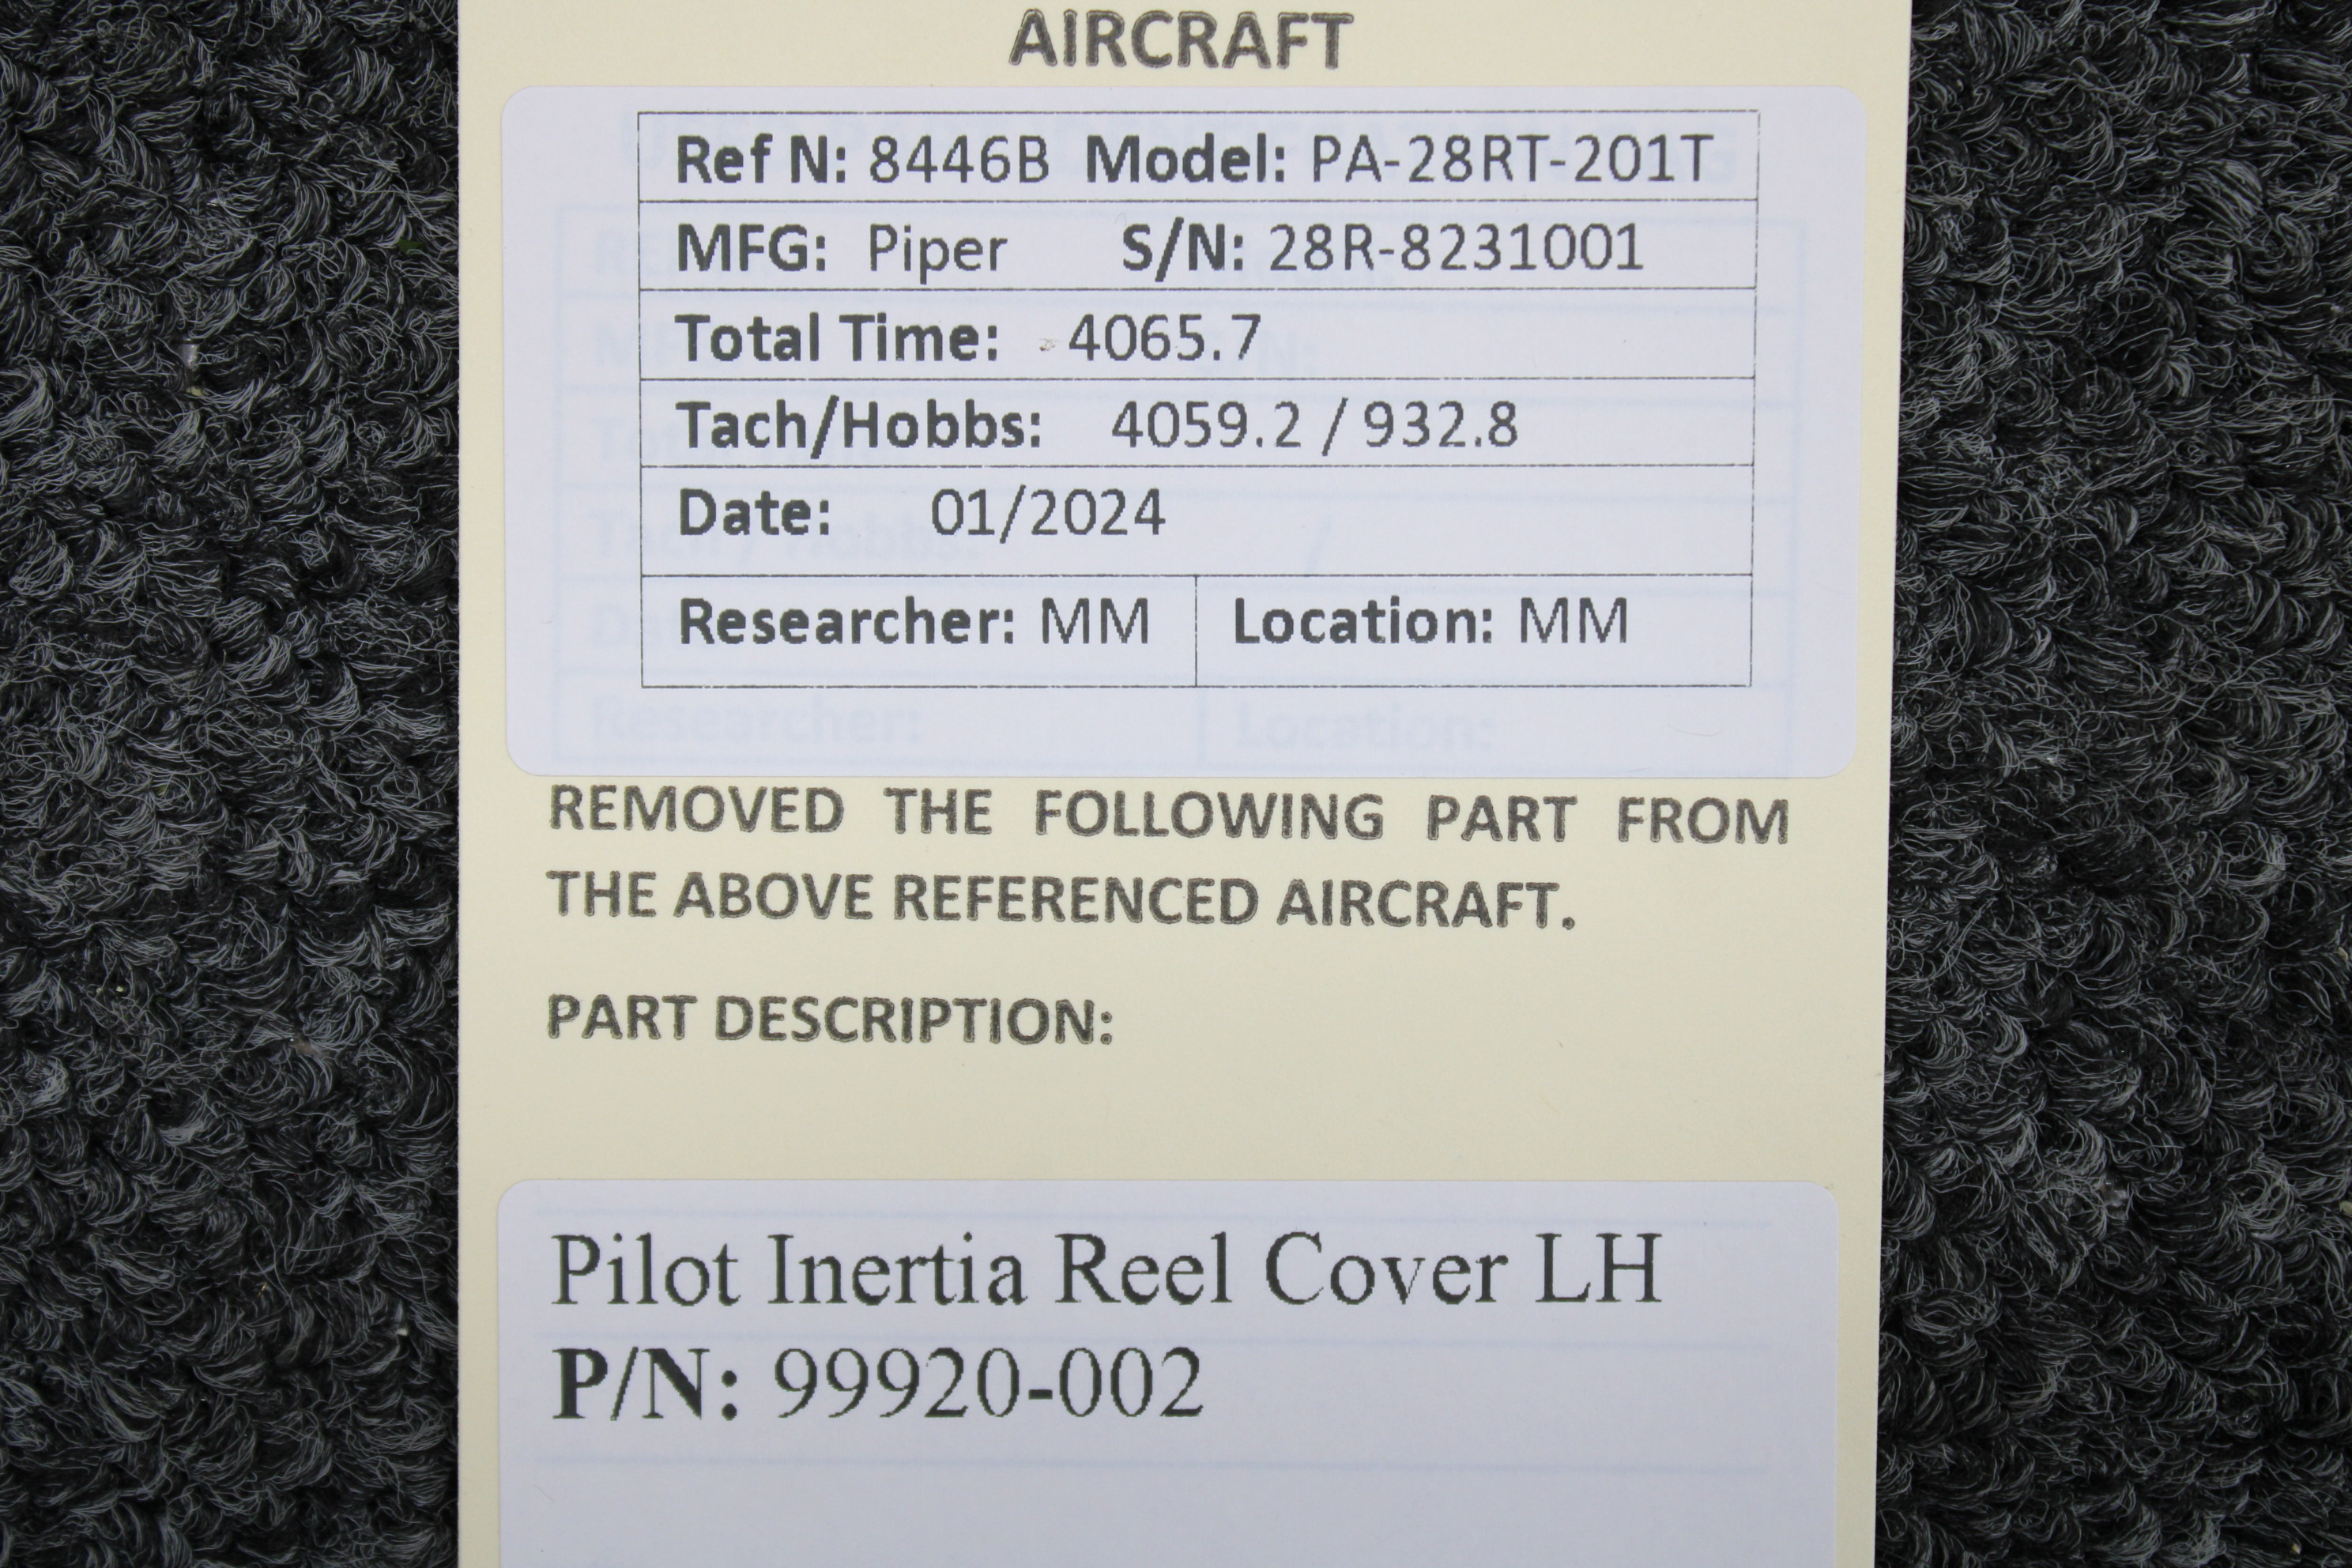 AIRCRAFT
Ref N: 8446B Model: PA-28RT-201T
MFG: Piper S/N: 28R-8231001
Total Time: 4065.7
Tach/Hobbs: 4059.2 / 932.8
Date: 01/2024
Researcher: MM Location: MM
Researcher: Location:
REMOVED THE FOLLOWING PART FROM
THE ABOVE REFERENCED AIRCRAFT.
PART DESCRIPTION:
Pilot Inertia Reel Cover LH
P/N: 99920-002